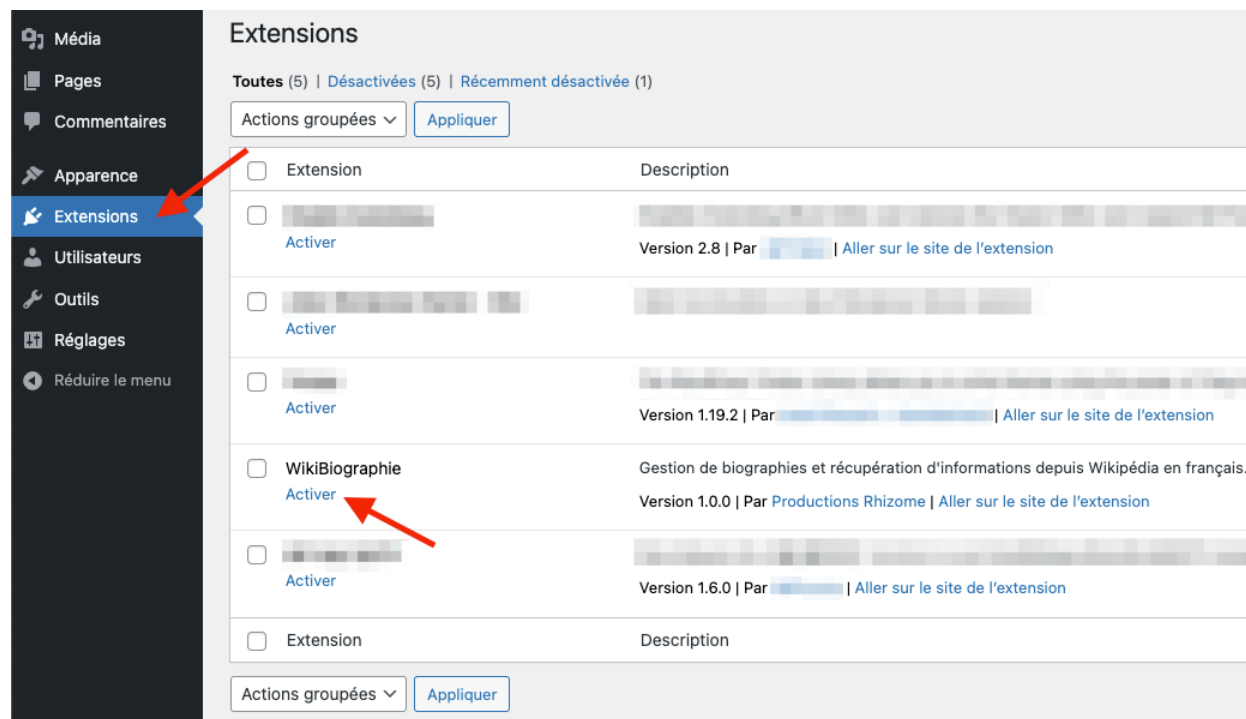 Média
Pages
Commentaires
Apparence
Extensions
Utilisateurs
Outils
Réglages
Réduire le menu
Extensions
Toutes (5) | Désactivées (5) | Récemment désactivée (1)
Actions groupées Appliquer
Extension Description
Activer
Version 2.8 | Par | Aller sur le site de l’extension
Activer
Activer
Version 1.19.2 | Par | Aller sur le site de l’extension
WikiBiographie Gestion de biographies et récupération d'informations depuis Wikipédia en français.
Activer
Version 1.0.0 | Par Productions Rhizome | Aller sur le site de l’extension
Activer
Version 1.6.0 | Par | Aller sur le site de l’extension
Extension Description
Actions groupées Appliquer